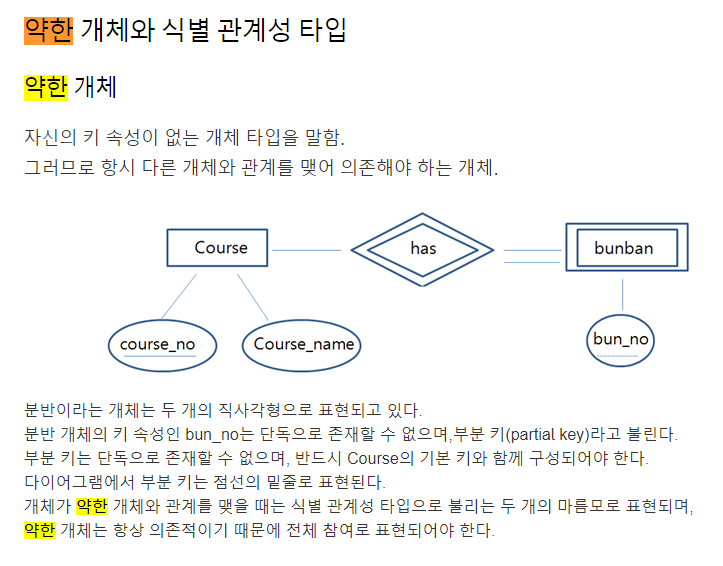 약한 개체와 식별 관계성 타입
약한 개체
자신의 키 속성이 없는 개체 타입을 말함.
그러므로 항시 다른 개체와 관계를 맺어 의존해야 하는 개체.
Course
has
bunban
course_no
Course_name
bun_no
분반이라는 개체는 두 개의 직사각형으로 표현되고 있다.
분반 개체의 키 속성인 bun_no는 단독으로 존재할 수 없으며,부분 키(partial key)라고 불린다.
부분 키는 단독으로 존재할 수 없으며, 반드시 Course의 기본 키와 함께 구성되어야 한다.
다이어그램에서 부분 키는 점선의 밑줄로 표현된다.
개체가 약한 개체와 관계를 맺을 때는 식별 관계성 타입으로 불리는 두 개의 마름모로 표현되며,
약한 개체는 항상 의존적이기 때문에 전체 참여로 표현되어야 한다.